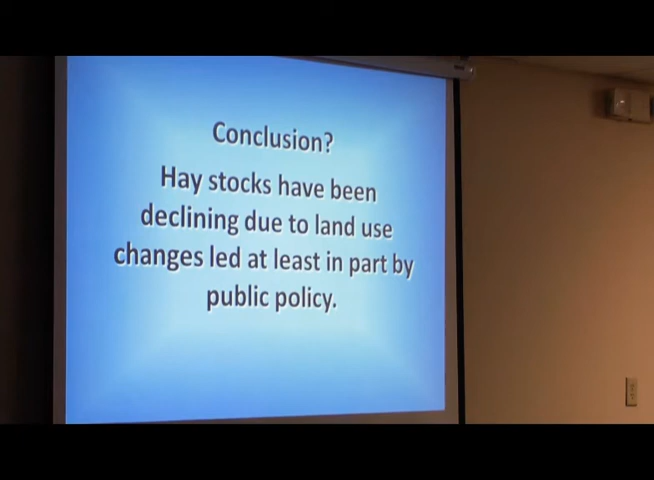 Conclusion?
Hay stocks have been
declining due to land use
changes led at least in part by
public policy.